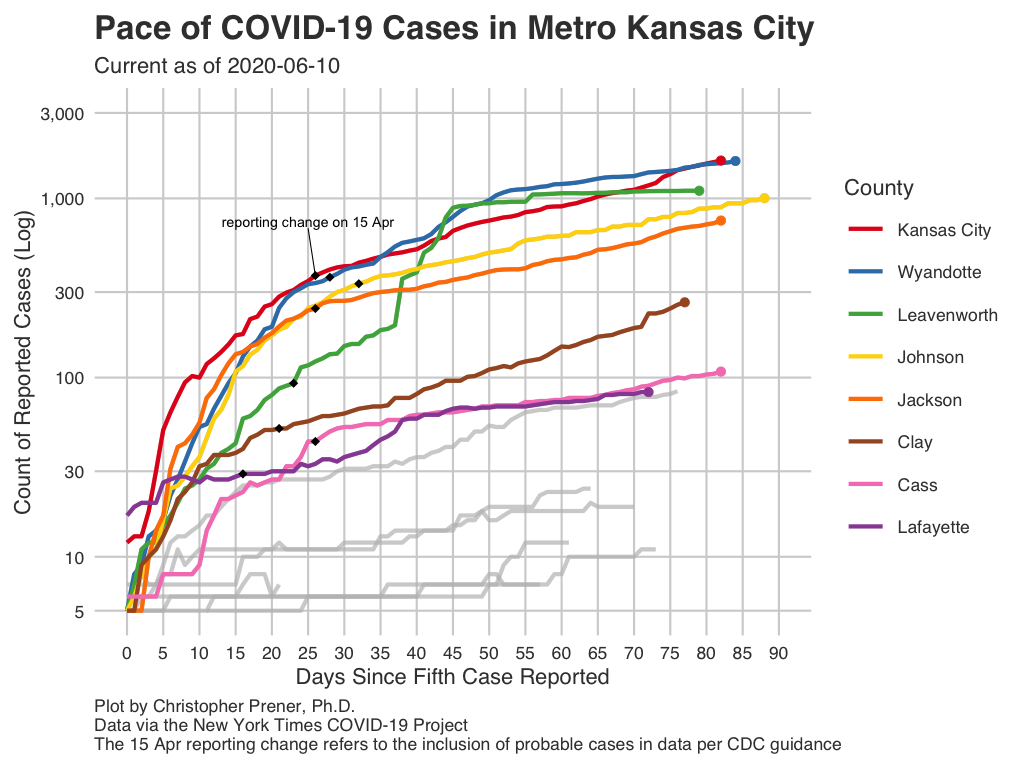 Pace of COVID-19 Cases in Metro Kansas City
Current as of 2020-06-10
Count of Reported Cases (Log)
3,000
1,000
300
100
30
10
5
reporting change on 15 Apr
0 5 10 15 20 25 30 35 40 45 50 55 60 65 70 75 80 85 90
Days Since Fifth Case Reported
County
Kansas City
Wyandotte
Leavenworth
Johnson
Jackson
Clay
Cass
Lafayette
Plot by Christopher Prener, Ph.D.
Data via the New York Times COVID-19 Project
The 15 Apr reporting change refers to the inclusion of probable cases in data per CDC guidance